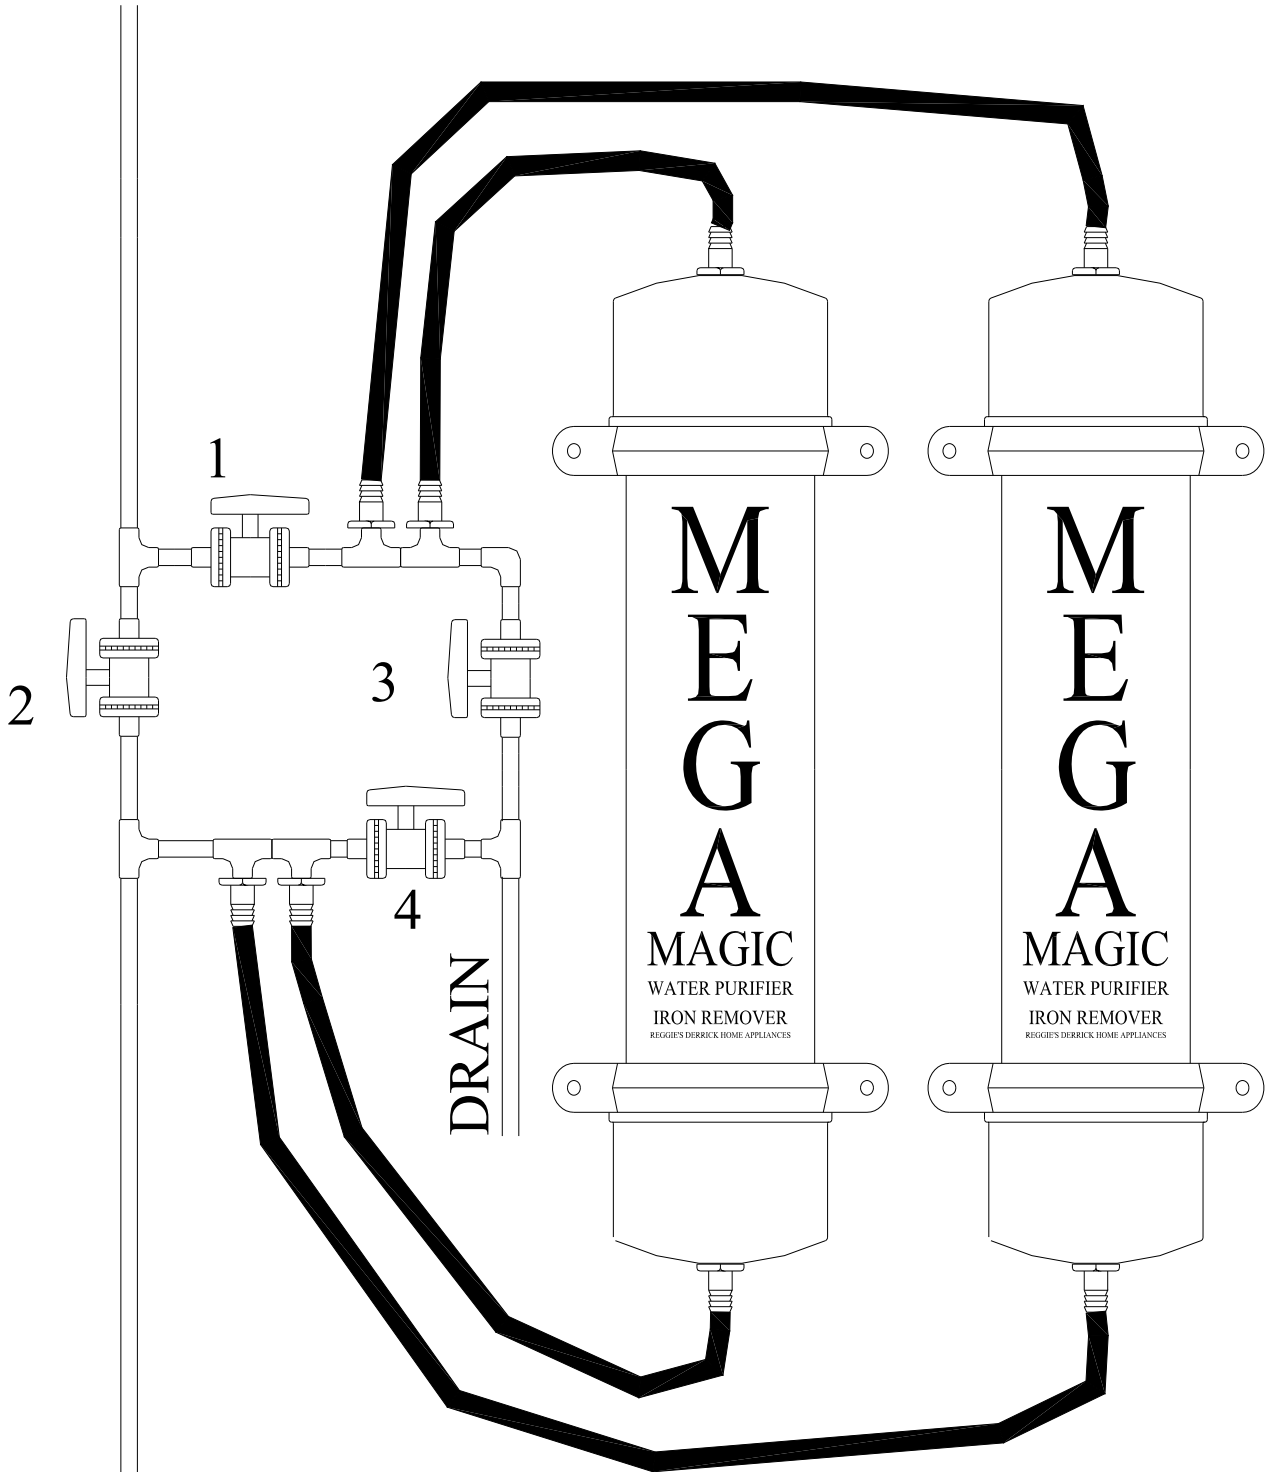 1
2
3
4
DRAIN
M
E
G
A
MAGIC
WATER PURIFIER
IRON REMOVER
REGGIE'S DERRICK HOME APPLIANCES
M
E
G
A
MAGIC
WATER PURIFIER
IRON REMOVER
REGGIE'S DERRICK HOME APPLIANCES